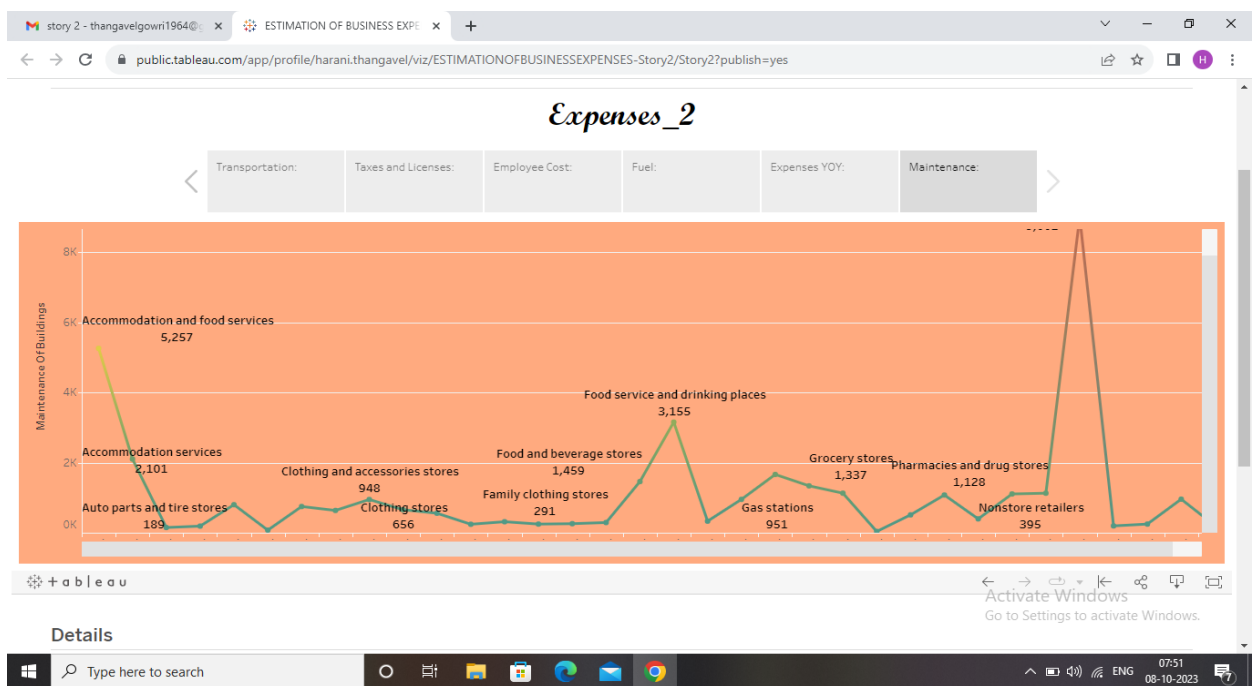 story 2 - thangavelgowri1964@
ESTIMATION OF BUSINESS EXPE
public.tableau.com/app/profile/harani.thangavel/viz/ESTIMATIONOFBUSINESSEXPENSES-Story2/Story2?publish=yes
H
Expenses_2
Transportation:
Taxes and Licenses:
Employee Cost:
Fuel:
Expenses YOY:
Maintenance:
Maintenance Of Buildings
8K
6K
4K
2K
0K
Accommodation and food services
5,257
Food service and drinking places
3,155
Accommodation services
2,101
Clothing and accessories stores
948
Food and beverage stores
1,459
Grocery stores
1,337
Pharmacies and drug stores
1,128
Auto parts and tire stores
189
Clothing stores
656
Family clothing stores
291
Gas stations
951
Nonstore retailers
395
+ableau
Activate Windows
Go to Settings to activate Windows.
Details
Type here to search
ENG
07:51
08-10-2023
7